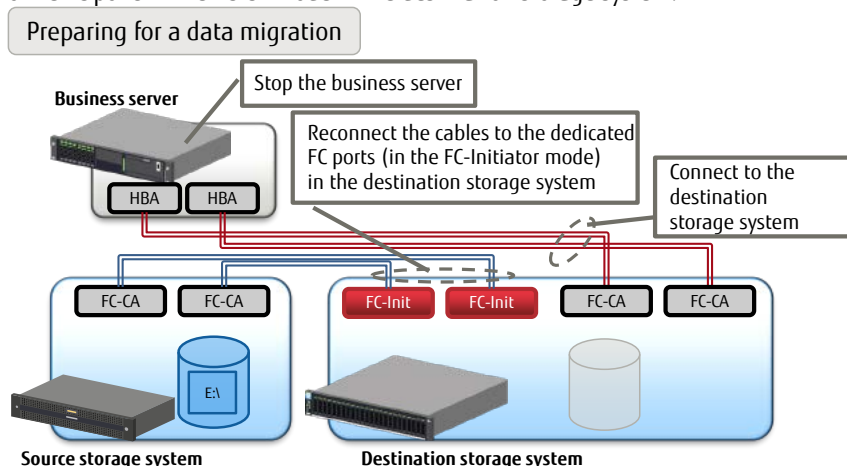 Preparing for a data migration
Business server
Stop the business server
Reconnect the cables to the dedicated
FC ports (in the FC-Initiator mode)
in the destination storage system
Connect to the
destination
storage system
HBA
HBA
FC-CA
FC-CA
FC-Init
FC-Init
FC-CA
FC-CA
E:\
Source storage system
Destination storage system